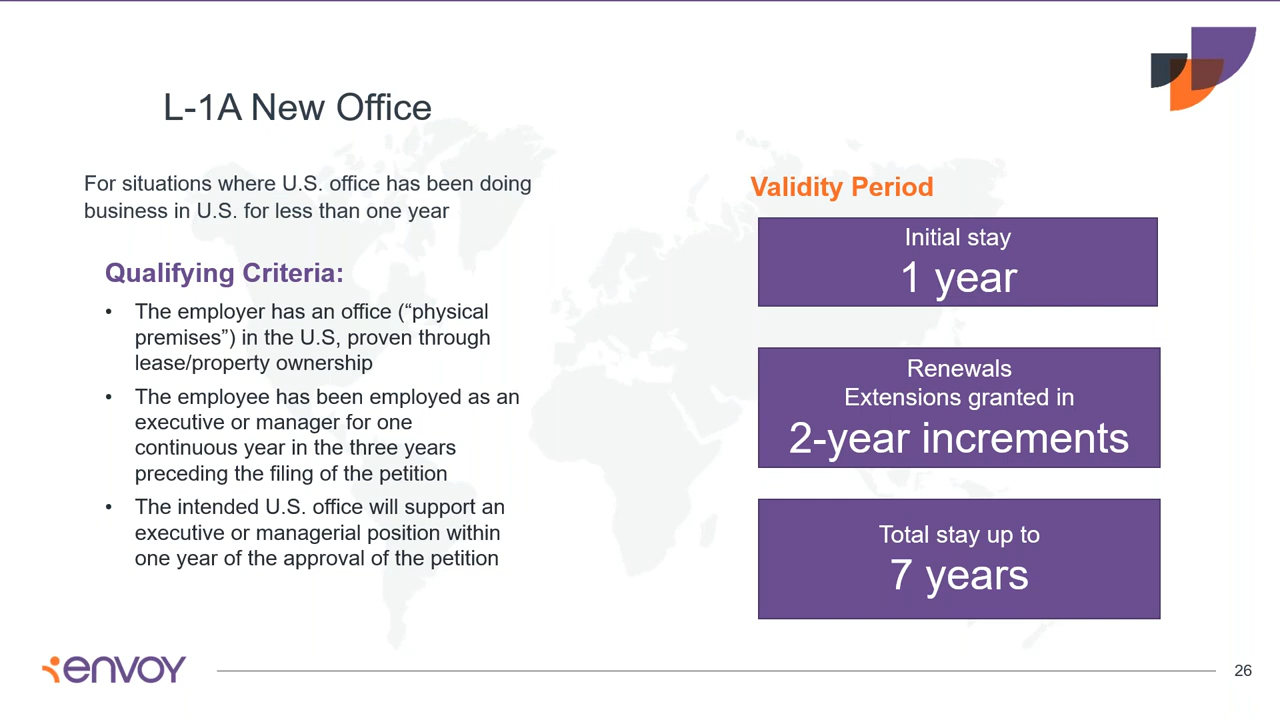 L-1A New Office
For situations where U.S. office has been doing
business in U.S. for less than one year
Qualifying Criteria:
• The employer has an office (“physical
premises”) in the U.S, proven through
lease/property ownership
• The employee has been employed as an
executive or manager for one
continuous year in the three years
preceding the filing of the petition
• The intended U.S. office will support an
executive or managerial position within
one year of the approval of the petition
Validity Period
Initial stay
1 year
Renewals
Extensions granted in
2-year increments
Total stay up to
7 years
envoy
26